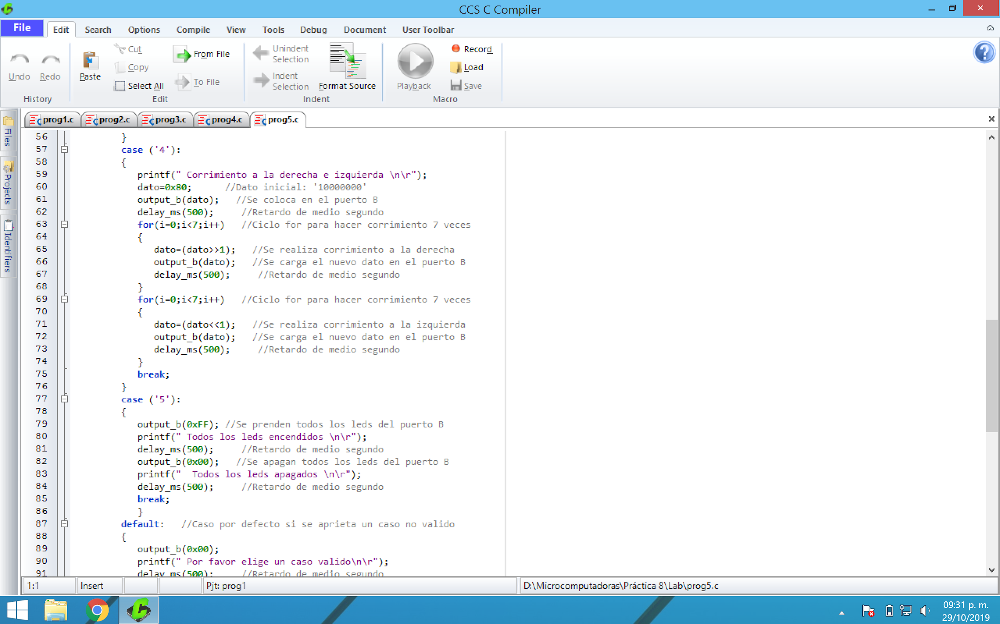 CCS C Compiler
File Edit Search Options Compile View Tools Debug Document User Toolbar
Undo Redo Paste Cut Copy Select All From File To File Unindent Selection Indent Selection Format Source Playback Record Load Save
History Edit Indent Macro
prog1.c prog2.c prog3.c prog4.c prog5.c
Files
Projects
Identifiers
56 }
57 case ('4'):
58 {
59 printf(" Corrimiento a la derecha e izquierda \n\r");
60 dato=0x80; //Dato inicial: '10000000'
61 output_b(dato); //Se coloca en el puerto B
62 delay_ms(500); //Retardo de medio segundo
63 for(i=0;i<7;i++) //Ciclo for para hacer corrimiento 7 veces
64 {
65 dato=(dato>>1); //Se realiza corrimiento a la derecha
66 output_b(dato); //Se carga el nuevo dato en el puerto B
67 delay_ms(500); //Retardo de medio segundo
68 }
69 for(i=0;i<7;i++) //Ciclo for para hacer corrimiento 7 veces
70 {
71 dato=(dato<<1); //Se realiza corrimiento a la izquierda
72 output_b(dato); //Se carga el nuevo dato en el puerto B
73 delay_ms(500); //Retardo de medio segundo
74 }
75 break;
76 }
77 case ('5'):
78 {
79 output_b(0xFF); //Se prenden todos los leds del puerto B
80 printf(" Todos los leds encendidos \n\r");
81 delay_ms(500); //Retardo de medio segundo
82 output_b(0x00); //Se apagan todos los leds del puerto B
83 printf("  Todos los leds apagados \n\r");
84 delay_ms(500); //Retardo de medio segundo
85 break;
86 }
87 default: //Caso por defecto si se aprieta un caso no valido
88 {
89 output_b(0x00);
90 printf(" Por favor elige un caso valido\n\r");
91 delay_ms(500); //Retardo de medio segundo
1:1 Insert Pjt: prog1 D:\Microcomputadoras\Práctica 8\Lab\prog5.c
09:31 p. m.
29/10/2019